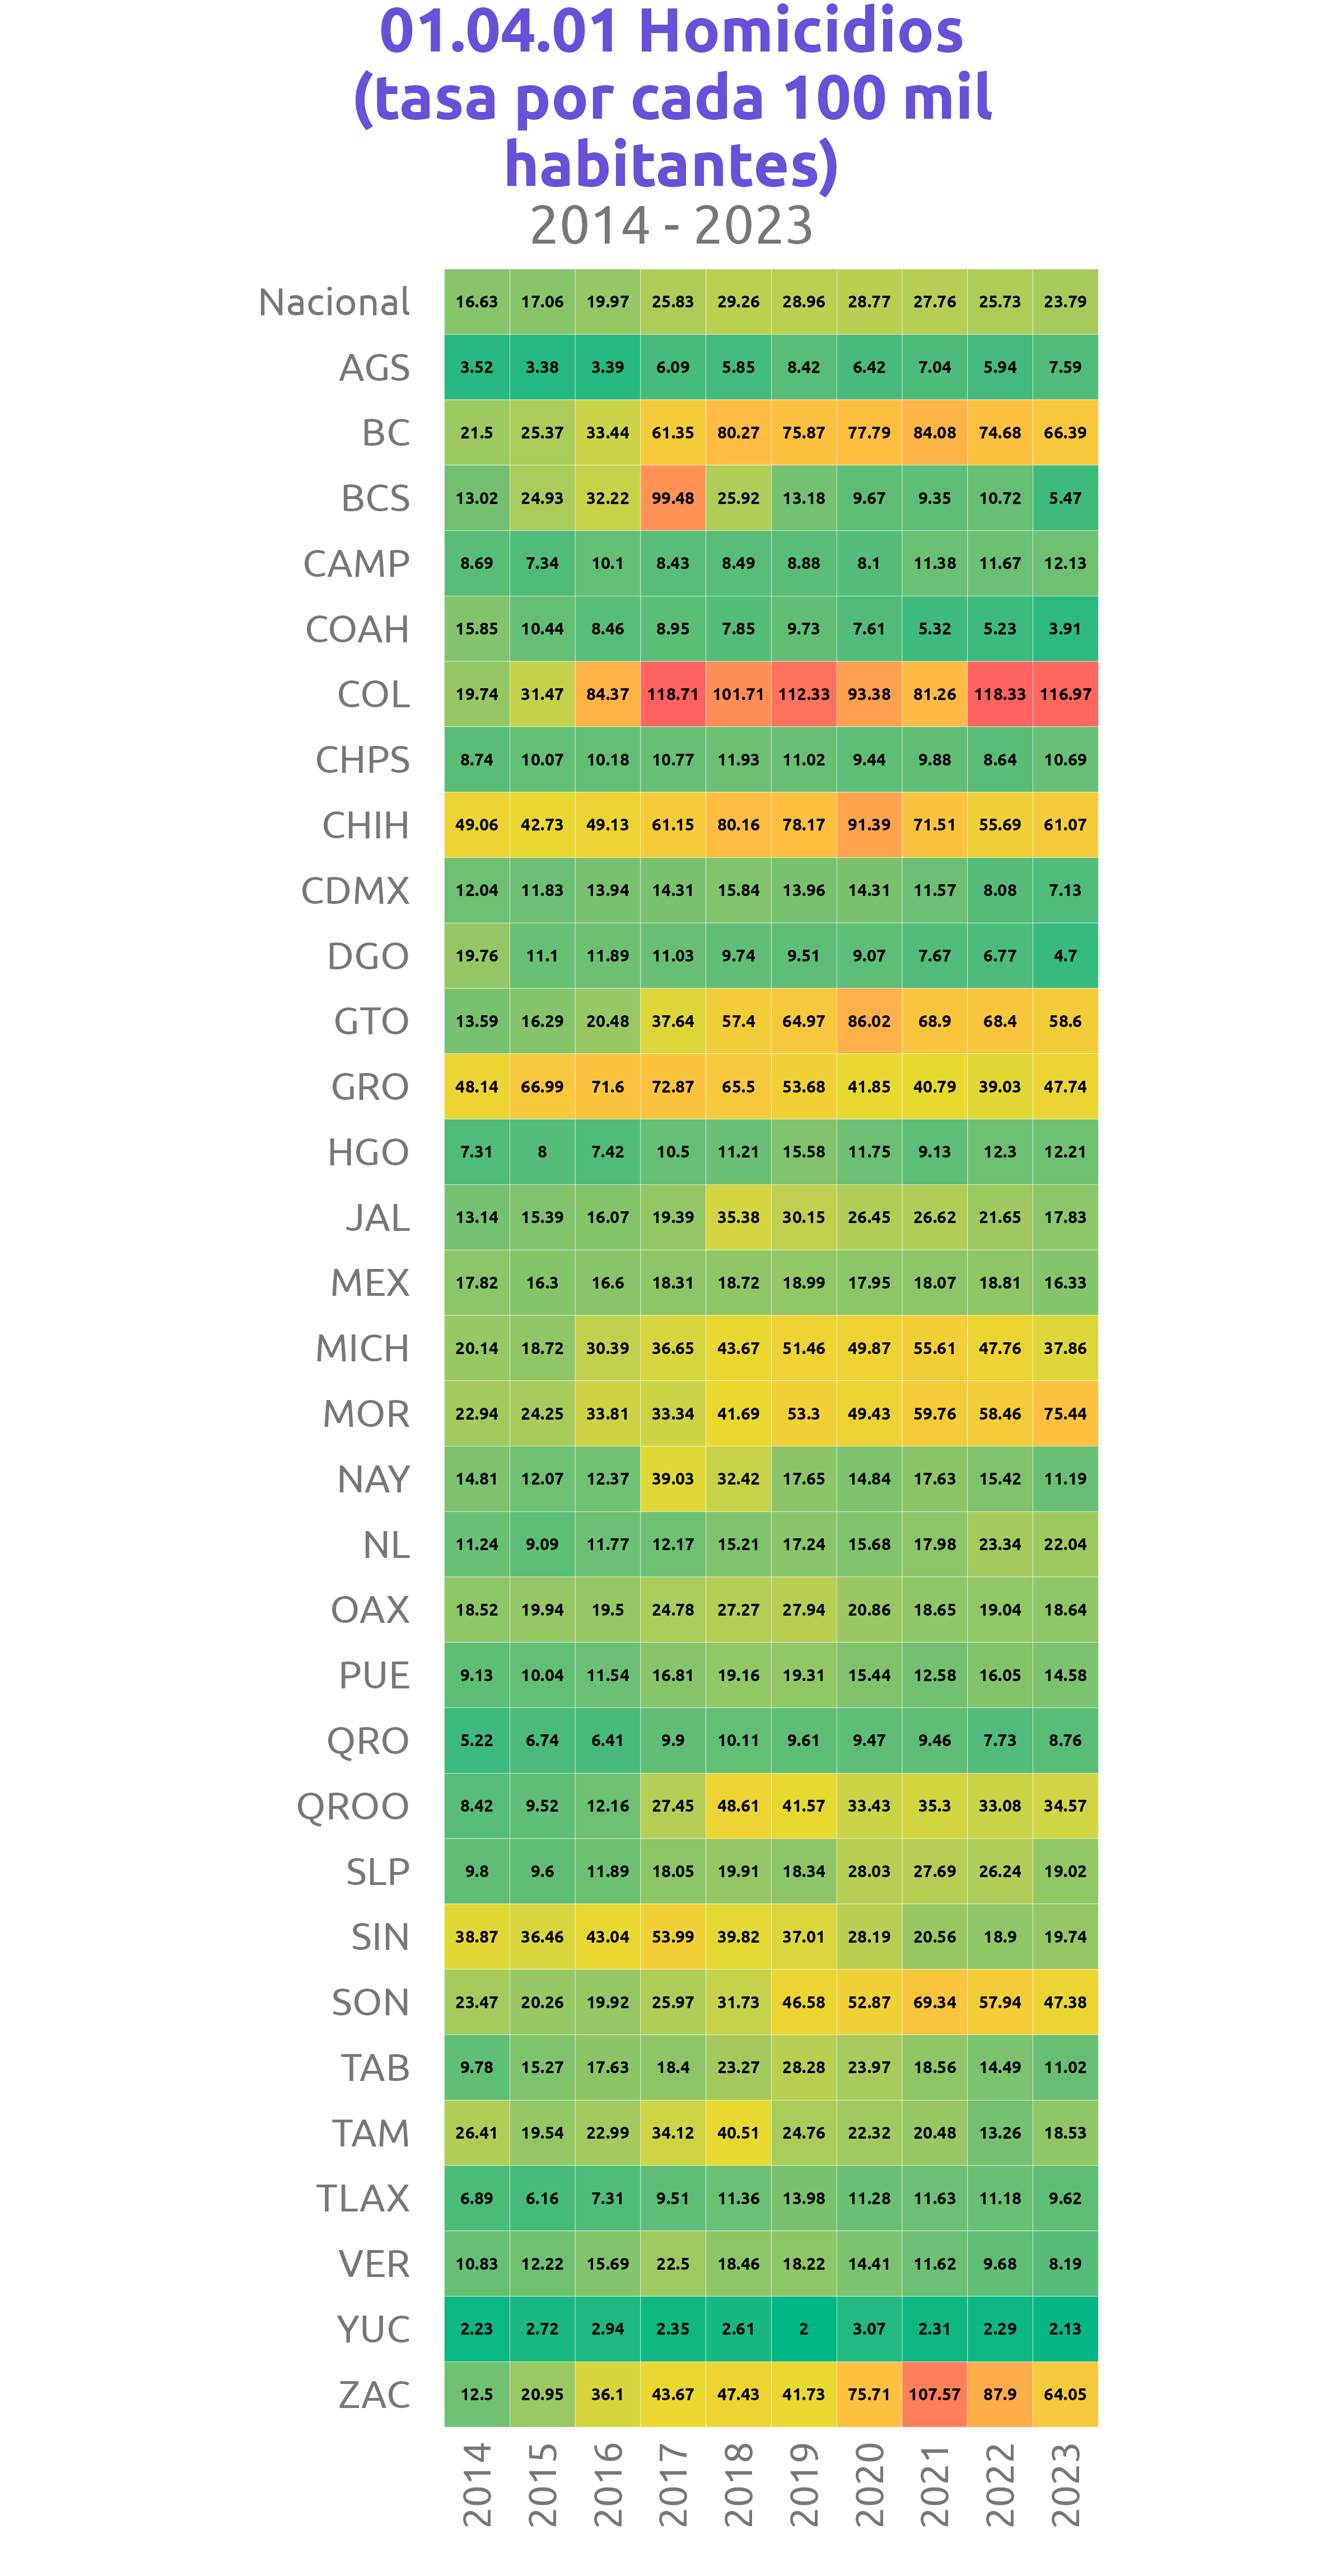 01.04.01 Homicidios
(tasa por cada 100 mil
habitantes)
2014 - 2023
Nacional 16.63 17.06 19.97 25.83 29.26 28.96 28.77 27.76 25.73 23.79
AGS 3.52 3.38 3.39 6.09 5.85 8.42 6.42 7.04 5.94 7.59
BC 21.5 25.37 33.44 61.35 80.27 75.87 77.79 84.08 74.68 66.39
BCS 13.02 24.93 32.22 99.48 25.92 13.18 9.67 9.35 10.72 5.47
CAMP 8.69 7.34 10.1 8.43 8.49 8.88 8.1 11.38 11.67 12.13
COAH 15.85 10.44 8.46 8.95 7.85 9.73 7.61 5.32 5.23 3.91
COL 19.74 31.47 84.37 118.71 101.71 112.33 93.38 81.26 118.33 116.97
CHPS 8.74 10.07 10.18 10.77 11.93 11.02 9.44 9.88 8.64 10.69
CHIH 49.06 42.73 49.13 61.15 80.16 78.17 91.39 71.51 55.69 61.07
CDMX 12.04 11.83 13.94 14.31 15.84 13.96 14.31 11.57 8.08 7.13
DGO 19.76 11.1 11.89 11.03 9.74 9.51 9.07 7.67 6.77 4.7
GTO 13.59 16.29 20.48 37.64 57.4 64.97 86.02 68.9 68.4 58.6
GRO 48.14 66.99 71.6 72.87 65.5 53.68 41.85 40.79 39.03 47.74
HGO 7.31 8 7.42 10.5 11.21 15.58 11.75 9.13 12.3 12.21
JAL 13.14 15.39 16.07 19.39 35.38 30.15 26.45 26.62 21.65 17.83
MEX 17.82 16.3 16.6 18.31 18.72 18.99 17.95 18.07 18.81 16.33
MICH 20.14 18.72 30.39 36.65 43.67 51.46 49.87 55.61 47.76 37.86
MOR 22.94 24.25 33.81 33.34 41.69 53.3 49.43 59.76 58.46 75.44
NAY 14.81 12.07 12.37 39.03 32.42 17.65 14.84 17.63 15.42 11.19
NL 11.24 9.09 11.77 12.17 15.21 17.24 15.68 17.98 23.34 22.04
OAX 18.52 19.94 19.5 24.78 27.27 27.94 20.86 18.65 19.04 18.64
PUE 9.13 10.04 11.54 16.81 19.16 19.31 15.44 12.58 16.05 14.58
QRO 5.22 6.74 6.41 9.9 10.11 9.61 9.47 9.46 7.73 8.76
QROO 8.42 9.52 12.16 27.45 48.61 41.57 33.43 35.3 33.08 34.57
SLP 9.8 9.6 11.89 18.05 19.91 18.34 28.03 27.69 26.24 19.02
SIN 38.87 36.46 43.04 53.99 39.82 37.01 28.19 20.56 18.9 19.74
SON 23.47 20.26 19.92 25.97 31.73 46.58 52.87 69.34 57.94 47.38
TAB 9.78 15.27 17.63 18.4 23.27 28.28 23.97 18.56 14.49 11.02
TAM 26.41 19.54 22.99 34.12 40.51 24.76 22.32 20.48 13.26 18.53
TLAX 6.89 6.16 7.31 9.51 11.36 13.98 11.28 11.63 11.18 9.62
VER 10.83 12.22 15.69 22.5 18.46 18.22 14.41 11.62 9.68 8.19
YUC 2.23 2.72 2.94 2.35 2.61 2 3.07 2.31 2.29 2.13
ZAC 12.5 20.95 36.1 43.67 47.43 41.73 75.71 107.57 87.9 64.05
2014 2015 2016 2017 2018 2019 2020 2021 2022 2023